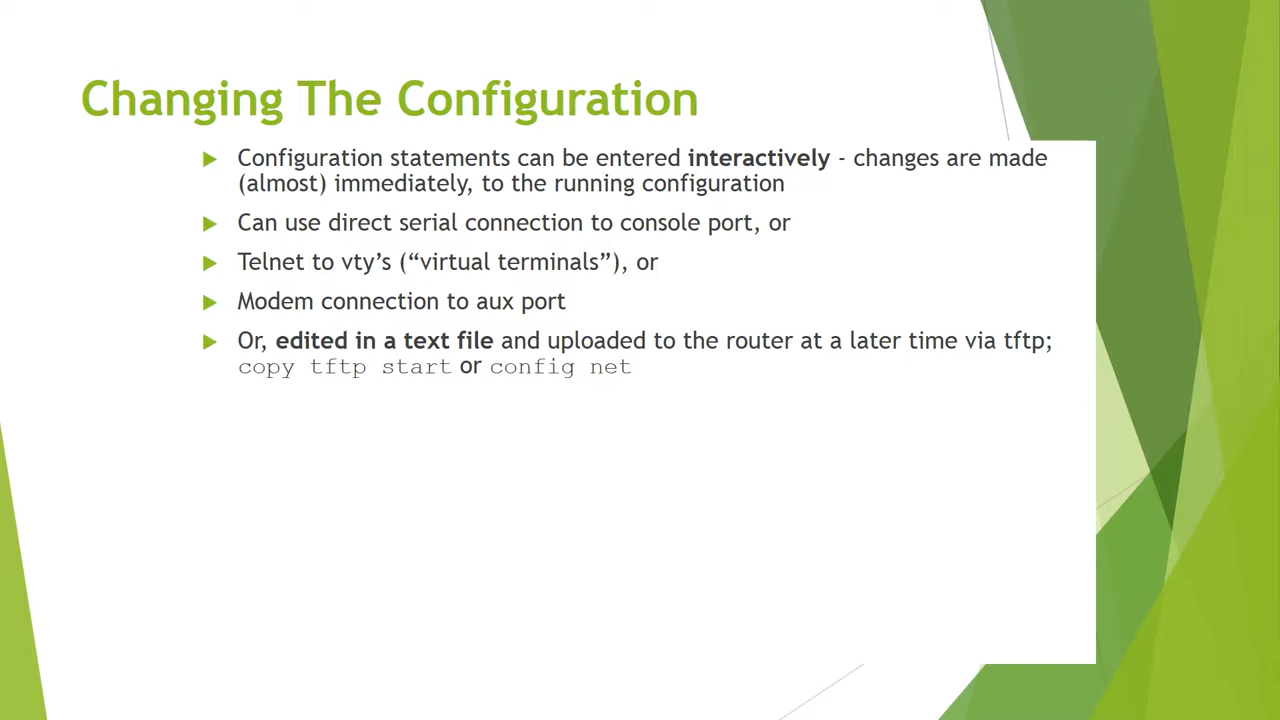 Changing The Configuration
Configuration statements can be entered interactively - changes are made
(almost) immediately, to the running configuration
Can use direct serial connection to console port, or
Telnet to vty’s (“virtual terminals”), or
Modem connection to aux port
Or, edited in a text file and uploaded to the router at a later time via tftp;
copy tftp start or config net